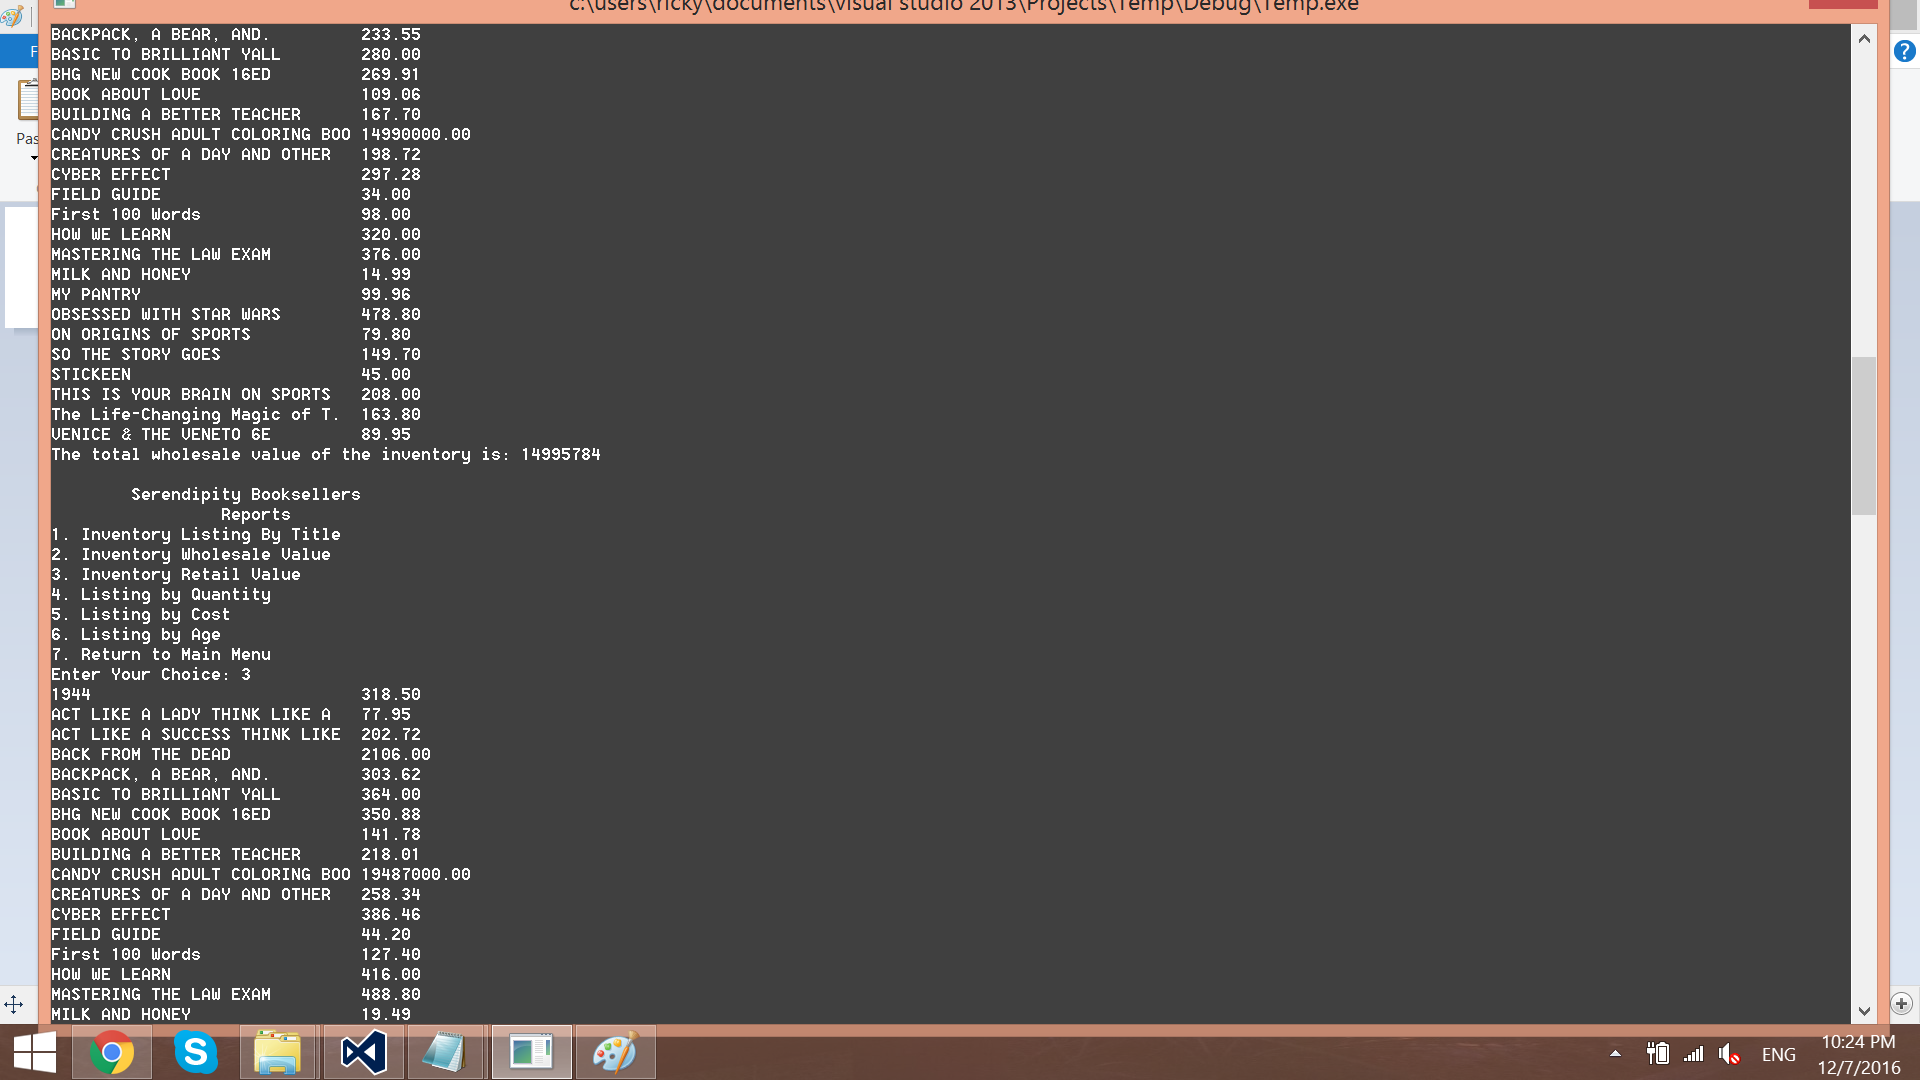 c:\users\ricky\documents\visual studio 2013\Projects\Temp\Debug\Temp.exe
F
Pas
BACKPACK, A BEAR, AND. 233.55
BASIC TO BRILLIANT YALL 280.00
BHG NEW COOK BOOK 16ED 269.91
BOOK ABOUT LOVE 109.06
BUILDING A BETTER TEACHER 167.70
CANDY CRUSH ADULT COLORING BOO 14990000.00
CREATURES OF A DAY AND OTHER 198.72
CYBER EFFECT 297.28
FIELD GUIDE 34.00
First 100 Words 98.00
HOW WE LEARN 320.00
MASTERING THE LAW EXAM 376.00
MILK AND HONEY 14.99
MY PANTRY 99.96
OBSESSED WITH STAR WARS 478.80
ON ORIGINS OF SPORTS 79.80
SO THE STORY GOES 149.70
STICKEEN 45.00
THIS IS YOUR BRAIN ON SPORTS 208.00
The Life-Changing Magic of T. 163.80
VENICE & THE VENETO 6E 89.95
The total wholesale value of the inventory is: 14995784
Serendipity Booksellers
Reports
1. Inventory Listing By Title
2. Inventory Wholesale Value
3. Inventory Retail Value
4. Listing by Quantity
5. Listing by Cost
6. Listing by Age
7. Return to Main Menu
Enter Your Choice: 3
1944 318.50
ACT LIKE A LADY THINK LIKE A 77.95
ACT LIKE A SUCCESS THINK LIKE 202.72
BACK FROM THE DEAD 2106.00
BACKPACK, A BEAR, AND. 303.62
BASIC TO BRILLIANT YALL 364.00
BHG NEW COOK BOOK 16ED 350.88
BOOK ABOUT LOVE 141.78
BUILDING A BETTER TEACHER 218.01
CANDY CRUSH ADULT COLORING BOO 19487000.00
CREATURES OF A DAY AND OTHER 258.34
CYBER EFFECT 386.46
FIELD GUIDE 44.20
First 100 Words 127.40
HOW WE LEARN 416.00
MASTERING THE LAW EXAM 488.80
MILK AND HONEY 19.49
ENG
10:24 PM
12/7/2016